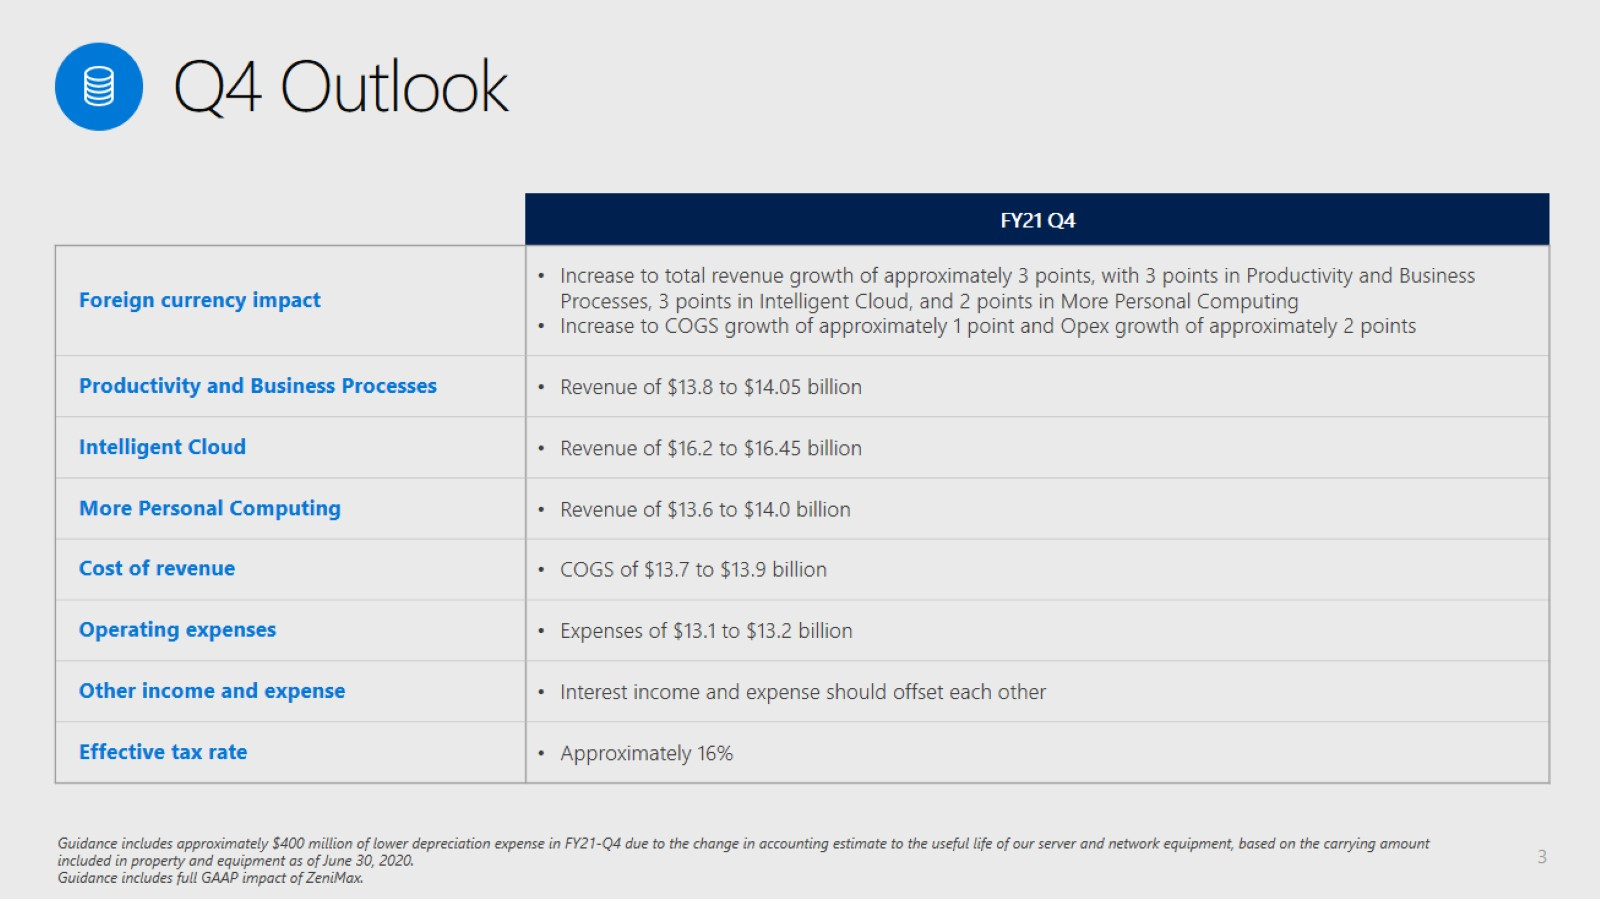 Q4 Outlook
FY21 Q4
Foreign currency impact
• Increase to total revenue growth of approximately 3 points, with 3 points in Productivity and Business
Processes, 3 points in Intelligent Cloud, and 2 points in More Personal Computing
• Increase to COGS growth of approximately 1 point and Opex growth of approximately 2 points
Productivity and Business Processes
• Revenue of $13.8 to $14.05 billion
Intelligent Cloud
• Revenue of $16.2 to $16.45 billion
More Personal Computing
• Revenue of $13.6 to $14.0 billion
Cost of revenue
• COGS of $13.7 to $13.9 billion
Operating expenses
• Expenses of $13.1 to $13.2 billion
Other income and expense
• Interest income and expense should offset each other
Effective tax rate
• Approximately 16%
Guidance includes approximately $400 million of lower depreciation expense in FY21-Q4 due to the change in accounting estimate to the useful life of our server and network equipment, based on the carrying amount
included in property and equipment as of June 30, 2020.
Guidance includes full GAAP impact of ZeniMax.
3